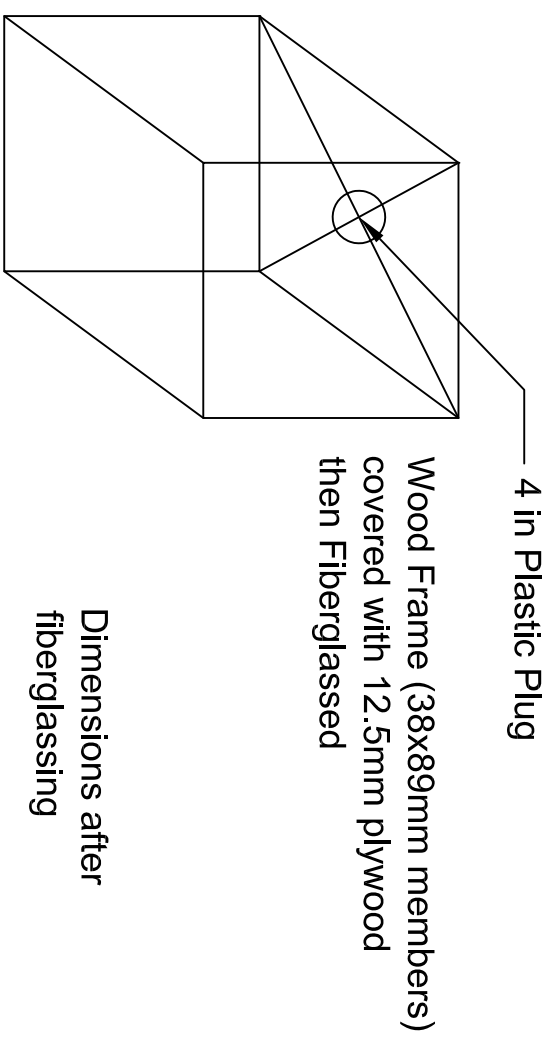 4 in Plastic Plug
Wood Frame (38x89mm members)
covered with 12.5mm plywood
then Fiberglassed
Dimensions after
fiberglassing